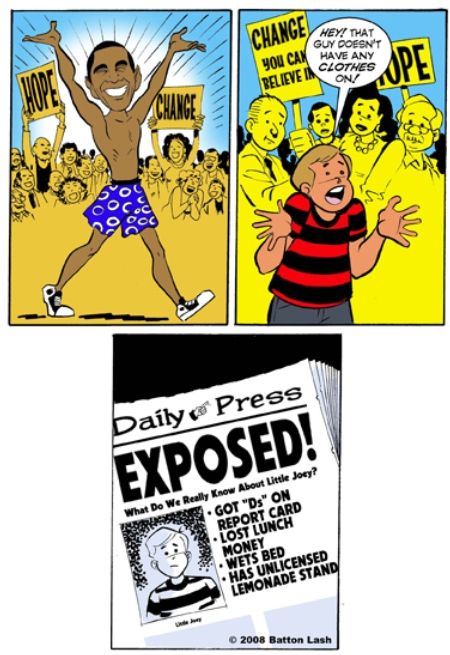 HOPE
CHANGE
CHANGE
YOU CAN
BELIEVE IN
HEY! THAT
GUY DOESN'T
HAVE ANY
CLOTHES
ON!
HOPE
Daily Press
EXPOSED!
What Do We Really Know About Little Joey?
• GOT "Ds" ON
REPORT CARD
• LOST LUNCH
MONEY
• WETS BED
• HAS UNLICENSED
LEMONADE STAND
Little Joey
© 2008 Batton Lash